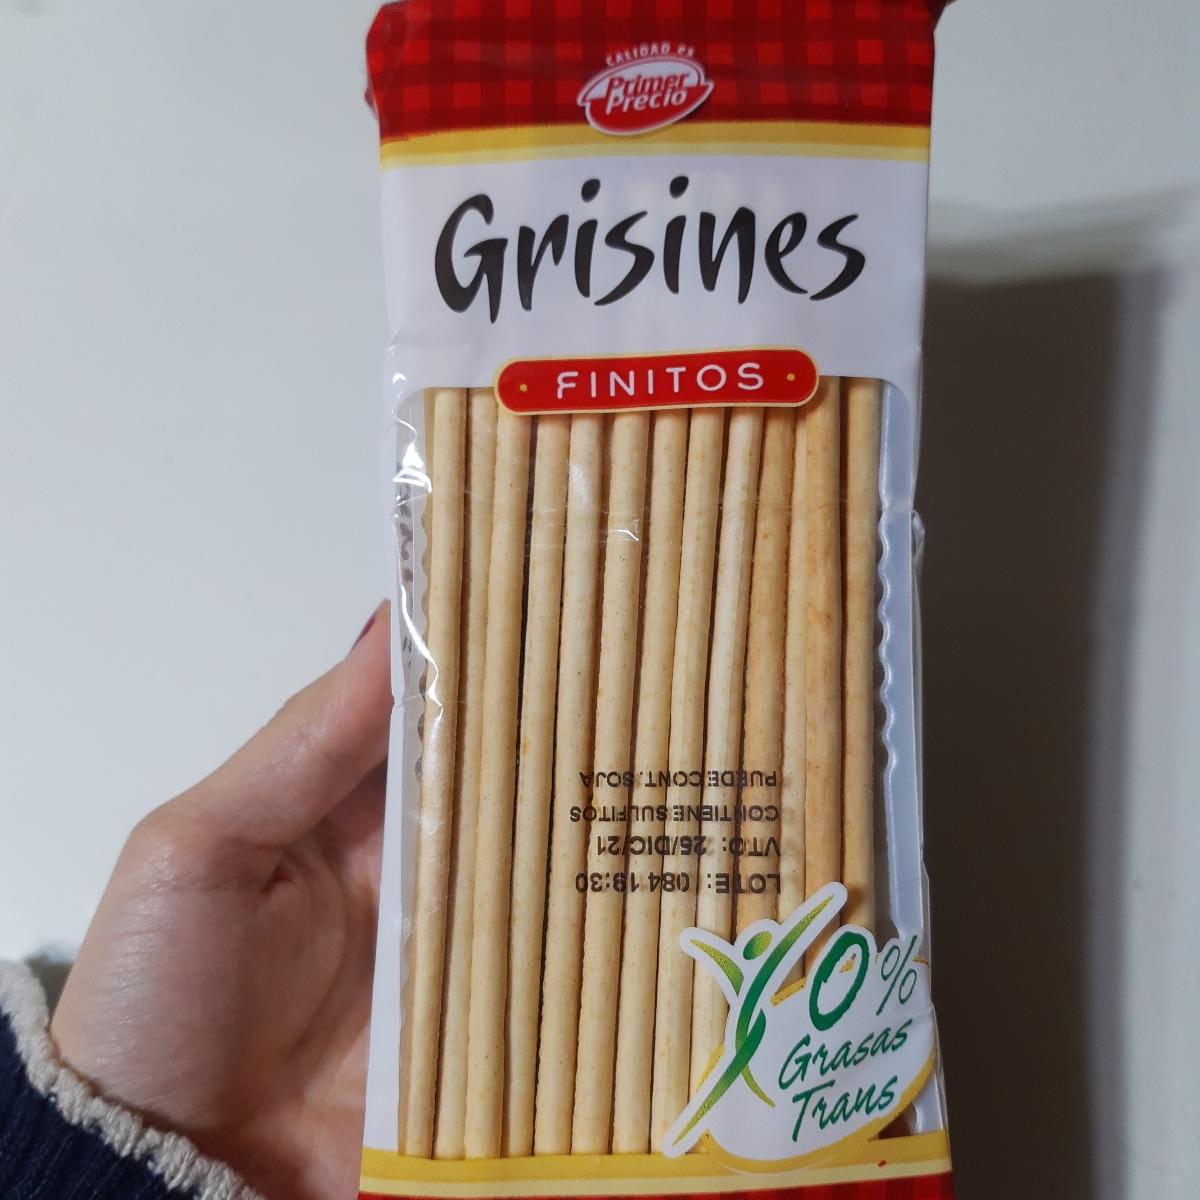 CALIDAD es
Primer
Precio
Grisines
FINITOS
LOTE: 084 19:30
VTO: 25/DIC/21
CONTIENE SULFITOS
PUEDE CONT. SOJA
0%
Grasas
Trans